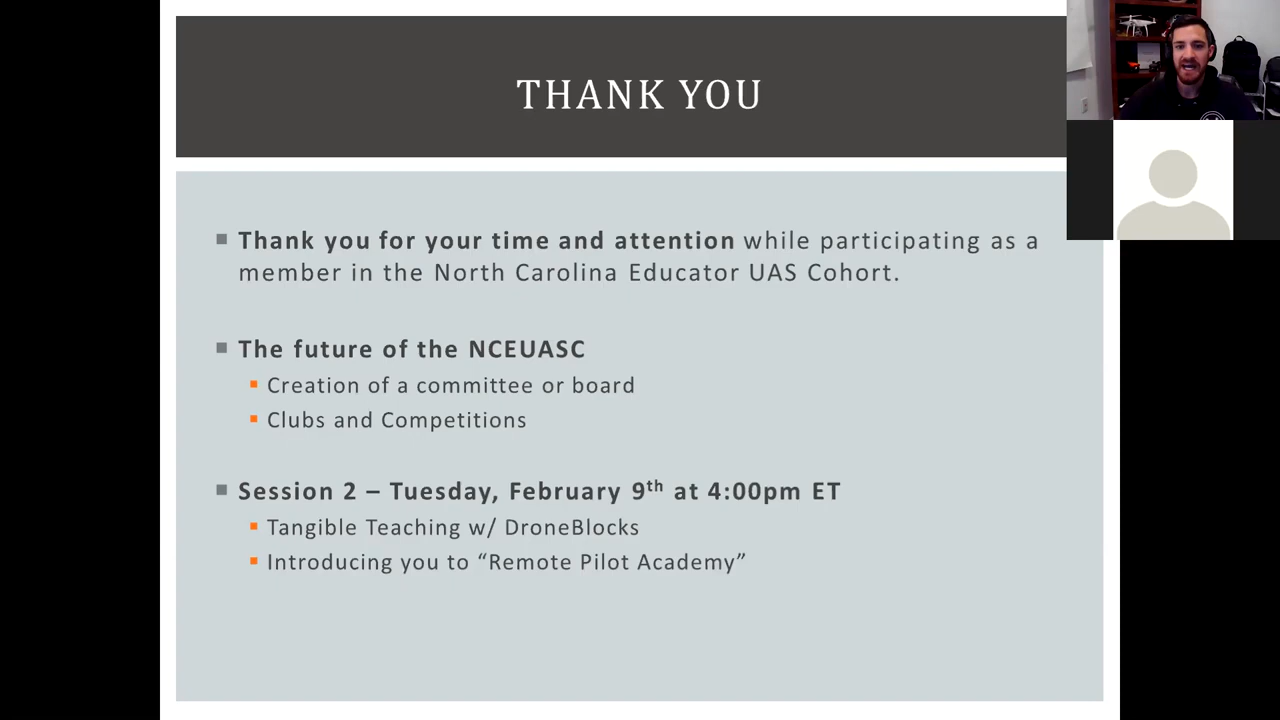 THANK YOU
Thank you for your time and attention while participating as a
member in the North Carolina Educator UAS Cohort.
The future of the NCEUASC
Creation of a committee or board
Clubs and Competitions
Session 2 – Tuesday, February 9th at 4:00pm ET
Tangible Teaching w/ DroneBlocks
Introducing you to “Remote Pilot Academy”